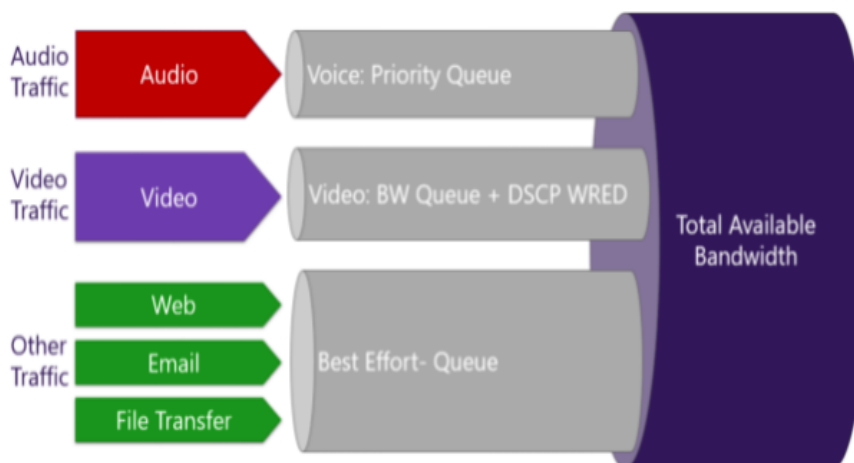 Audio
Traffic
Audio
Voice: Priority Queue
Video
Traffic
Video
Video: BW Queue + DSCP WRED
Total Available
Bandwidth
Web
Other
Traffic
Email
Best Effort- Queue
File Transfer